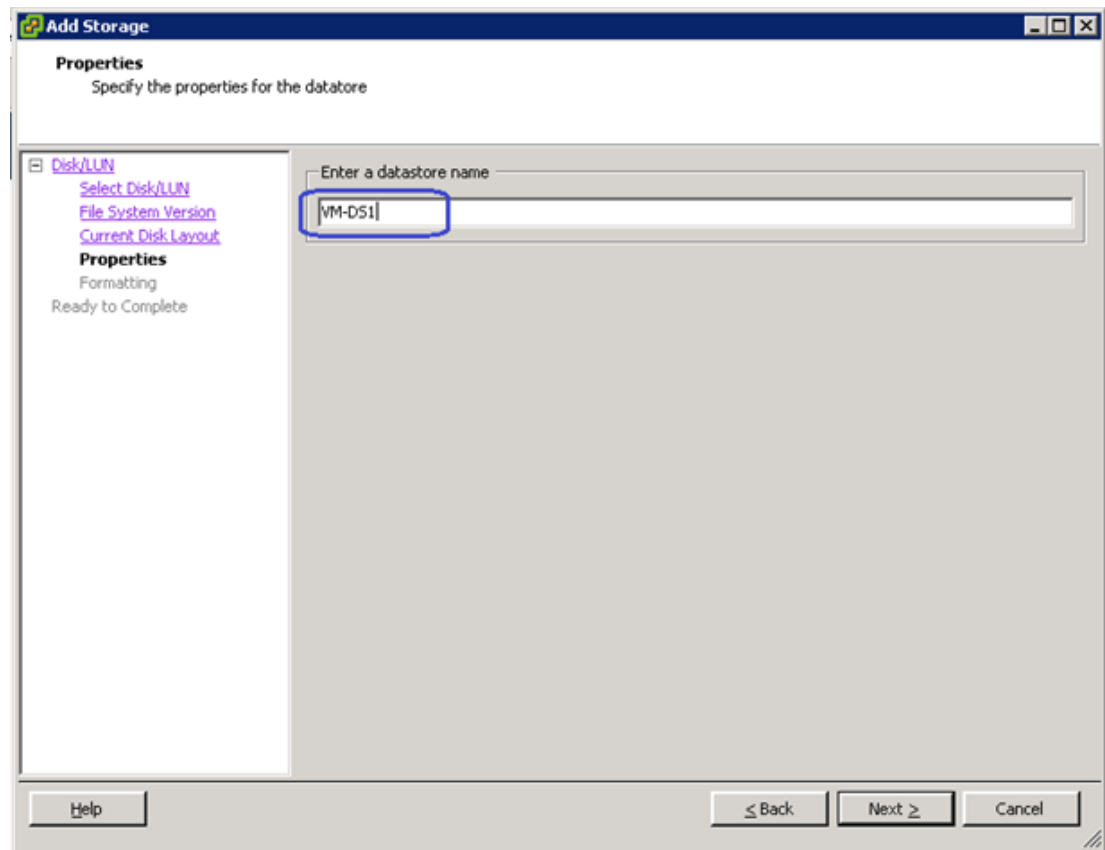 Add Storage
Properties
Specify the properties for the datatore
Disk/LUN
Select Disk/LUN
File System Version
Current Disk Layout
Properties
Formatting
Ready to Complete
Enter a datastore name
VM-DS1
Help
≤ Back
Next ≥
Cancel